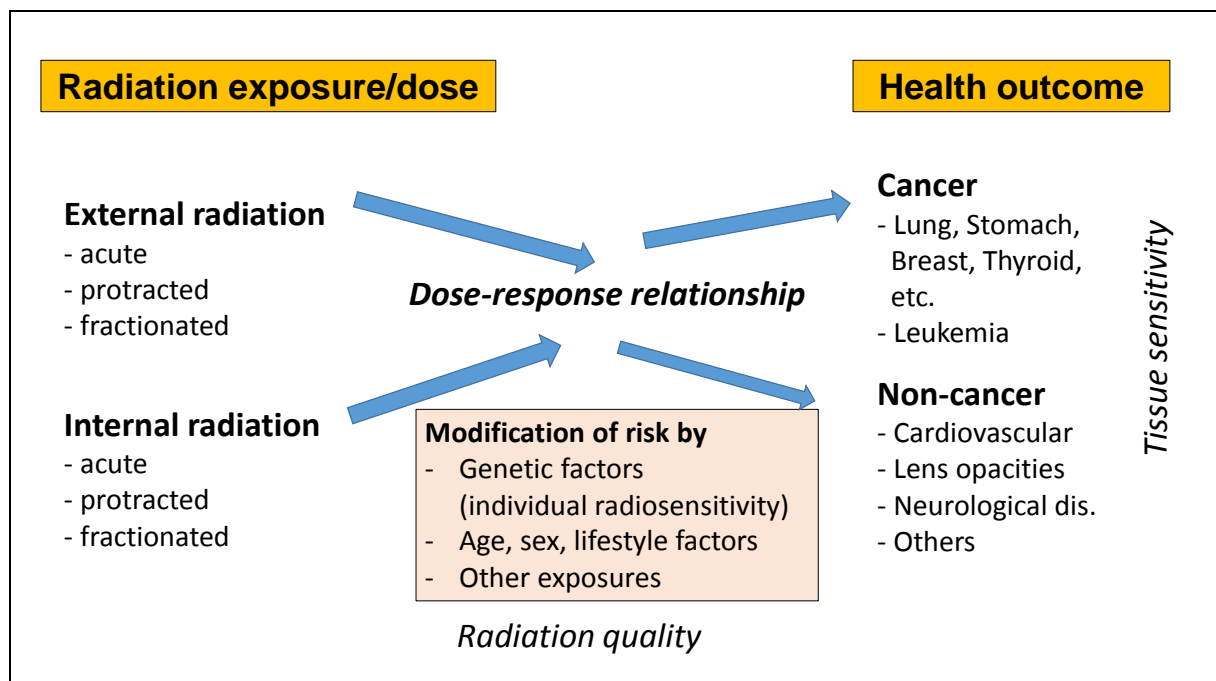 Radiation exposure/dose
Health outcome
External radiation
- acute
- protracted
- fractionated
Internal radiation
- acute
- protracted
- fractionated
Dose-response relationship
Modification of risk by
- Genetic factors
(individual radiosensitivity)
- Age, sex, lifestyle factors
- Other exposures
Radiation quality
Cancer
- Lung, Stomach,
Breast, Thyroid,
etc.
- Leukemia
Non-cancer
- Cardiovascular
- Lens opacities
- Neurological dis.
- Others
Tissue sensitivity